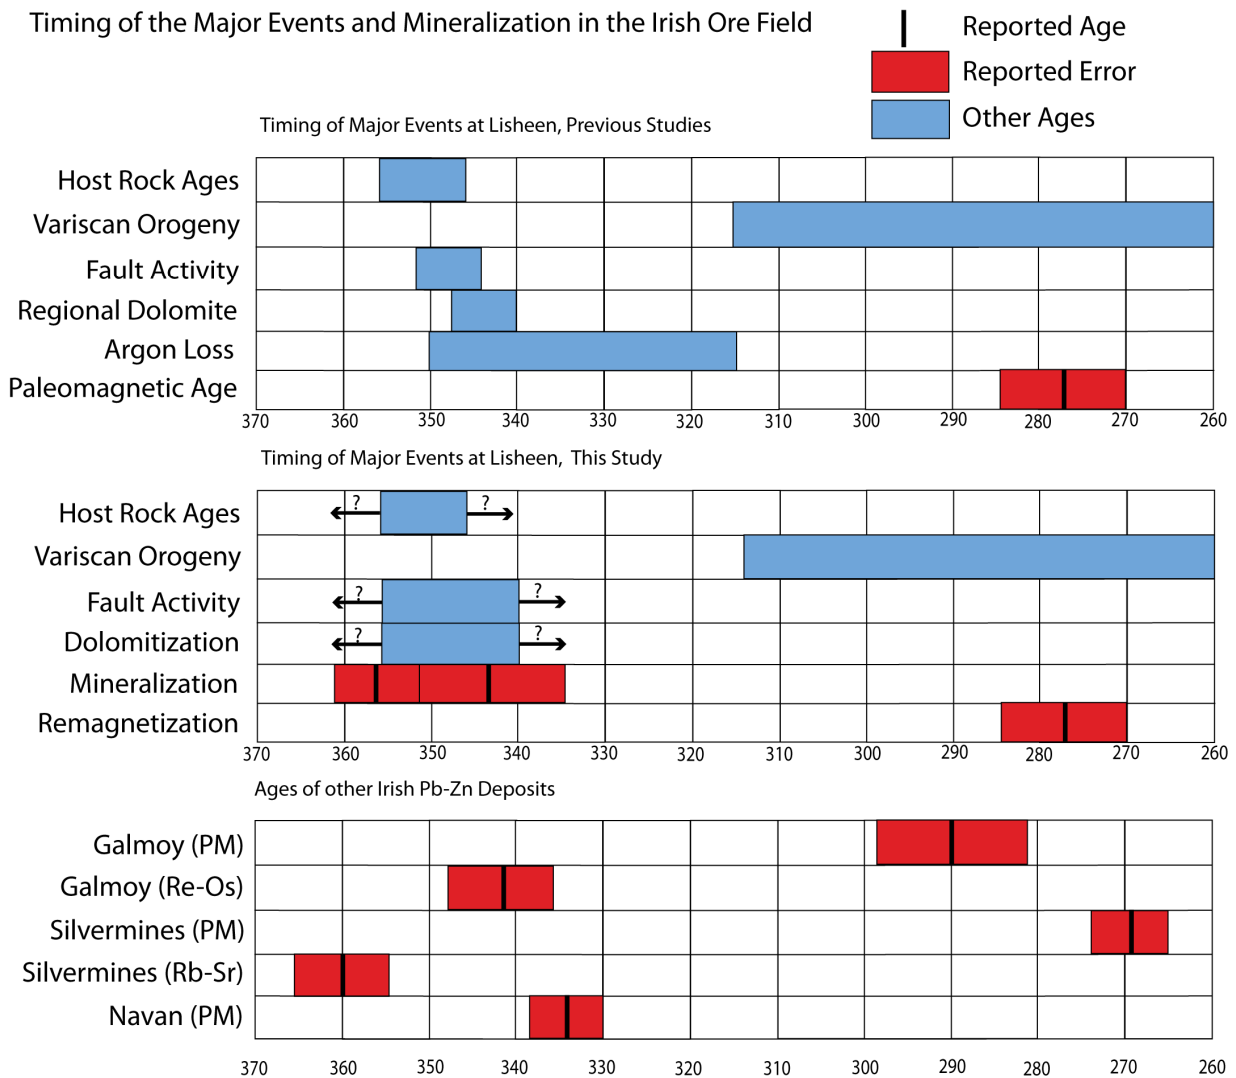 Timing of the Major Events and Mineralization in the Irish Ore Field
Reported Age
Reported Error
Other Ages
Timing of Major Events at Lisheen, Previous Studies
Host Rock Ages
Variscan Orogeny
Fault Activity
Regional Dolomite
Argon Loss
Paleomagnetic Age
370 360 350 340 330 320 310 300 290 280 270 260
Timing of Major Events at Lisheen, This Study
Host Rock Ages ? ?
Variscan Orogeny
Fault Activity ? ?
Dolomitization ? ?
Mineralization
Remagnetization
370 360 350 340 330 320 310 300 290 280 270 260
Ages of other Irish Pb-Zn Deposits
Galmoy (PM)
Galmoy (Re-Os)
Silvermines (PM)
Silvermines (Rb-Sr)
Navan (PM)
370 360 350 340 330 320 310 300 290 280 270 260